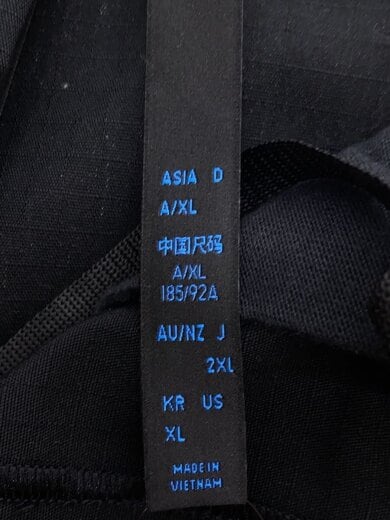 ASIA D
A/XL
中国尺码
A/XL
185/92A
AU/NZ J
2XL
KR US
XL
MADE IN
VIETNAM